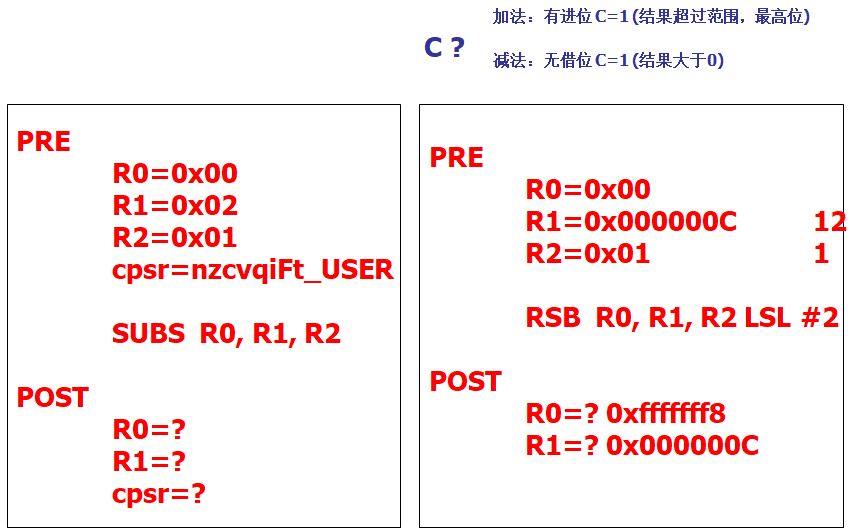 加法：有进位C=1(结果超过范围，最高位)
C ?
减法：无借位C=1(结果大于0)
PRE
R0=0x00
R1=0x02
R2=0x01
cpsr=nzcvqiFt_USER
SUBS R0, R1, R2
POST
R0=?
R1=?
cpsr=?
PRE
R0=0x00
R1=0x000000C 12
R2=0x01 1
RSB R0, R1, R2 LSL #2
POST
R0=? 0xfffffff8
R1=? 0x000000C